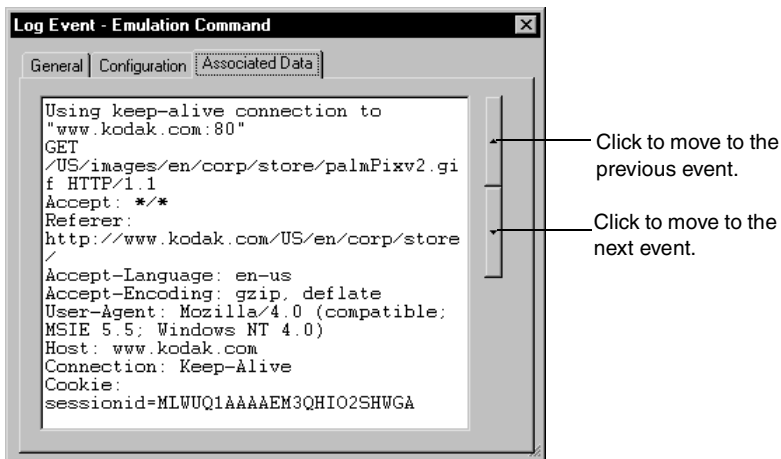 Log Event - Emulation Command
General Configuration Associated Data
Using keep-alive connection to
"www.kodak.com:80"
GET
/US/images/en/corp/store/palmPixv2.gi
f HTTP/1.1
Accept: */*
Referer:
http://www.kodak.com/US/en/corp/store
/
Accept-Language: en-us
Accept-Encoding: gzip, deflate
User-Agent: Mozilla/4.0 (compatible;
MSIE 5.5; Windows NT 4.0)
Host: www.kodak.com
Connection: Keep-Alive
Cookie:
sessionid=MLWUQ1AAAAEM3QHIO2SHWGA
Click to move to the
previous event.
Click to move to the
next event.